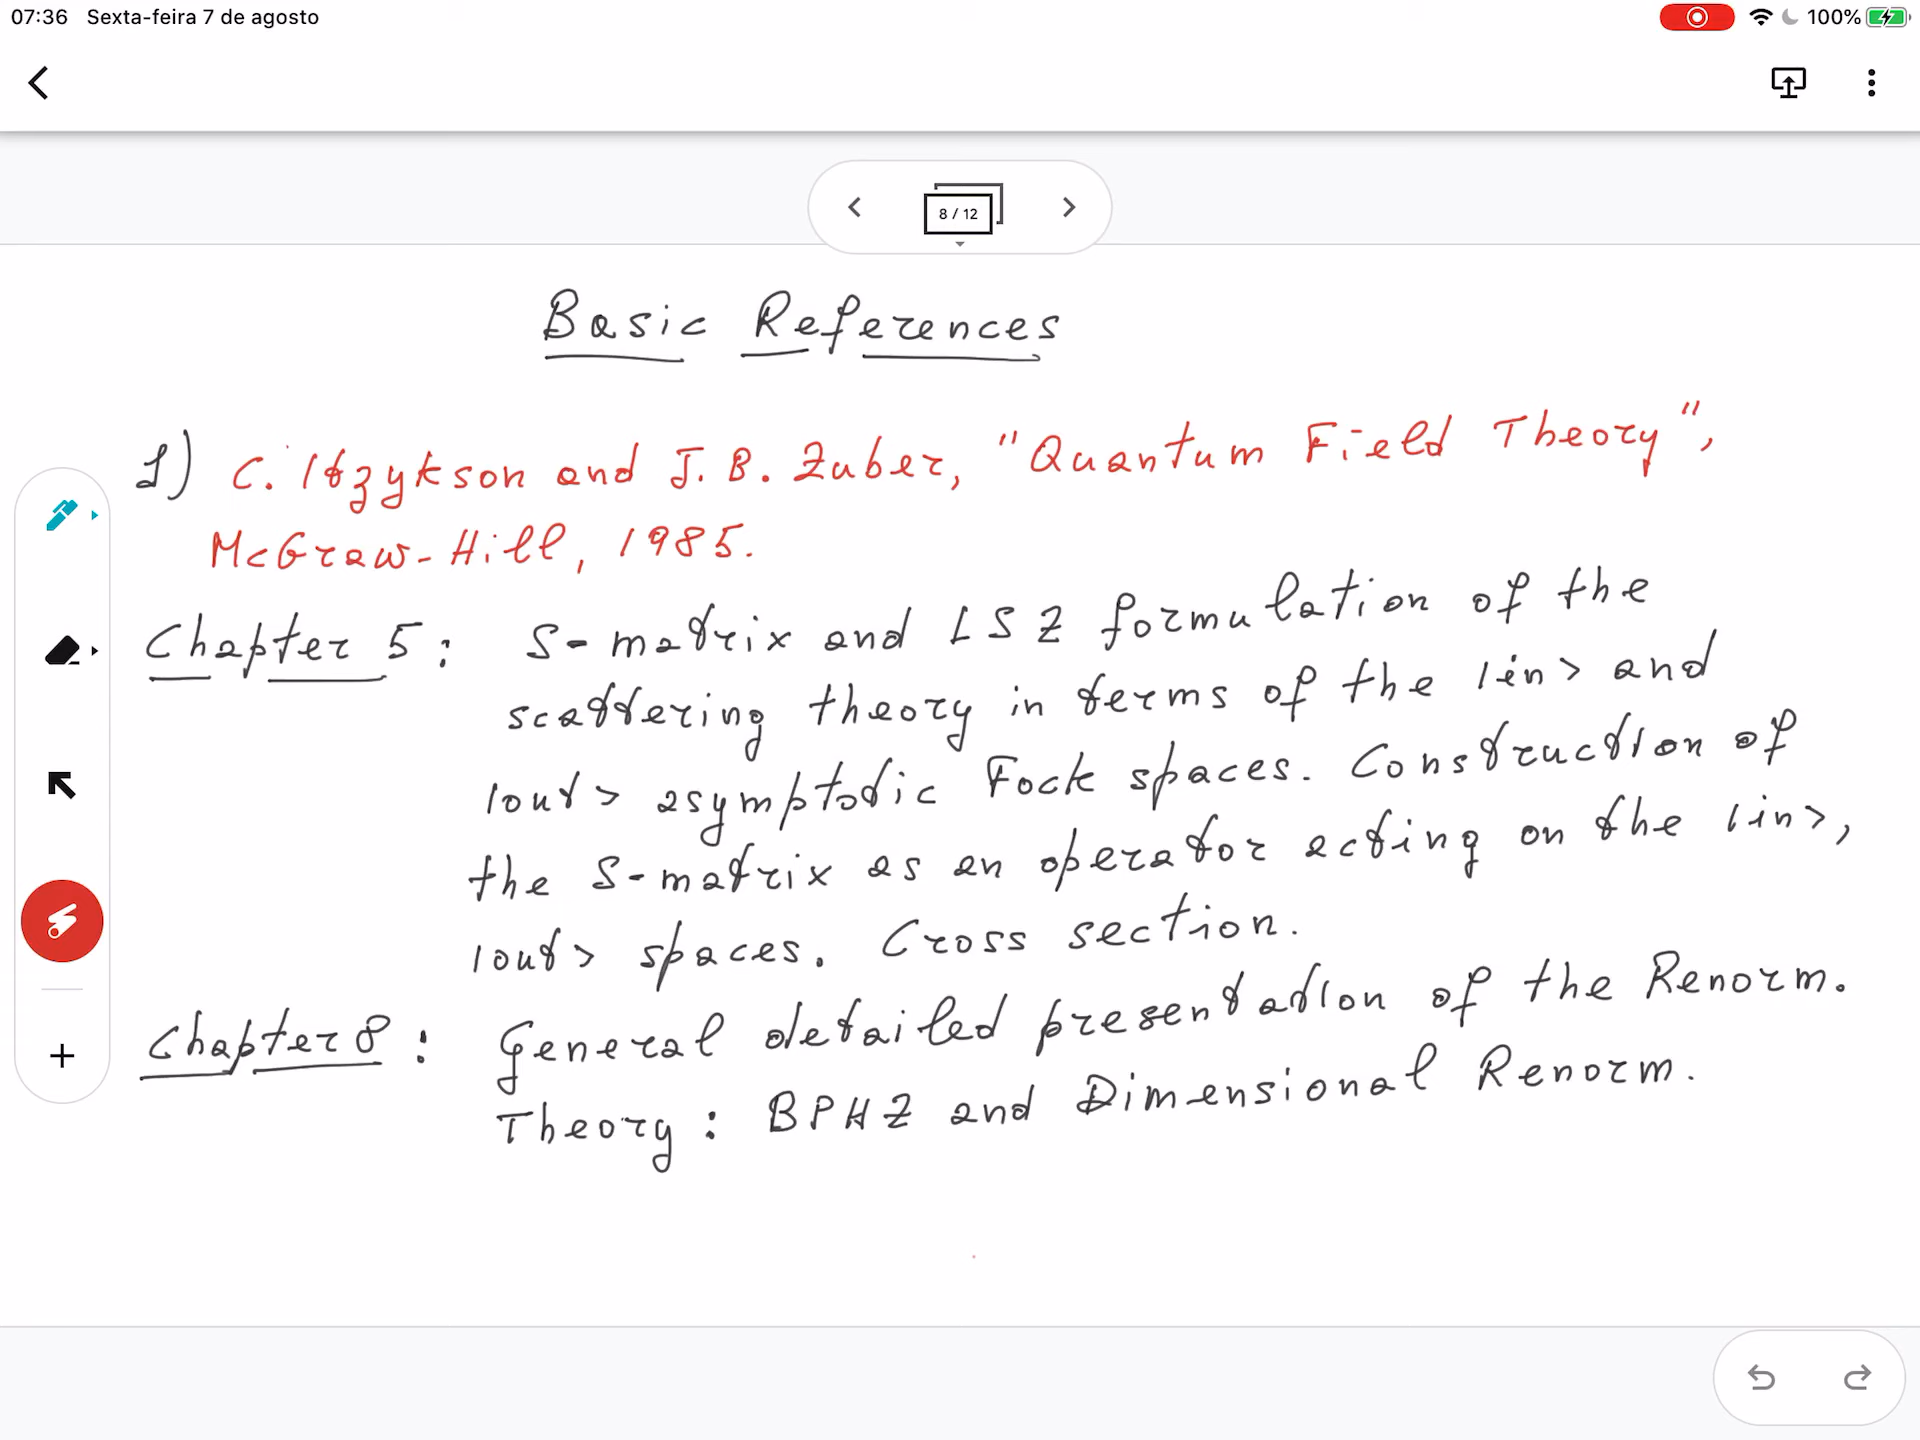 07:36 Sexta-feira 7 de agosto
100%
8 / 12
Basic References
1) C. Itzykson and J. B. Zuber, "Quantum Field Theory",
McGraw-Hill, 1985.
Chapter 5: S-matrix and LSZ formulation of the
scattering theory in terms of the |in> and
|out> asymptotic Fock spaces. Construction of
the S-matrix as an operator acting on the |in>,
|out> spaces. Cross section.
Chapter 8: General detailed presentation of the Renorm.
Theory: BPHZ and Dimensional Renorm.